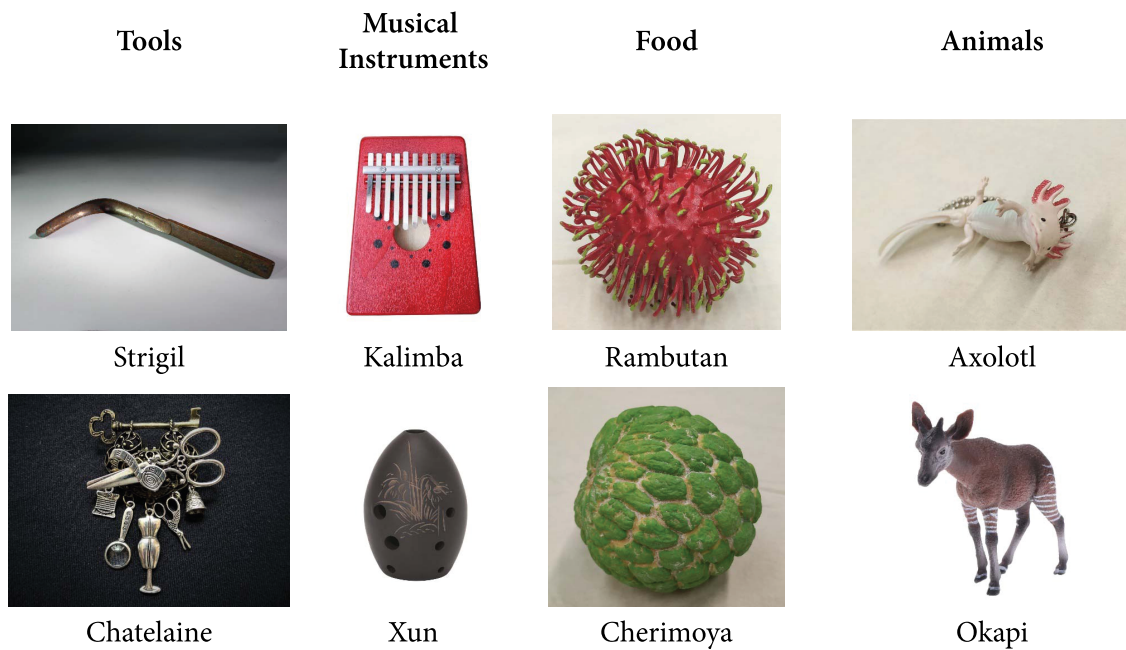 Tools
Musical
Instruments
Food
Animals
Strigil
Kalimba
Rambutan
Axolotl
Chatelaine
Xun
Cherimoya
Okapi